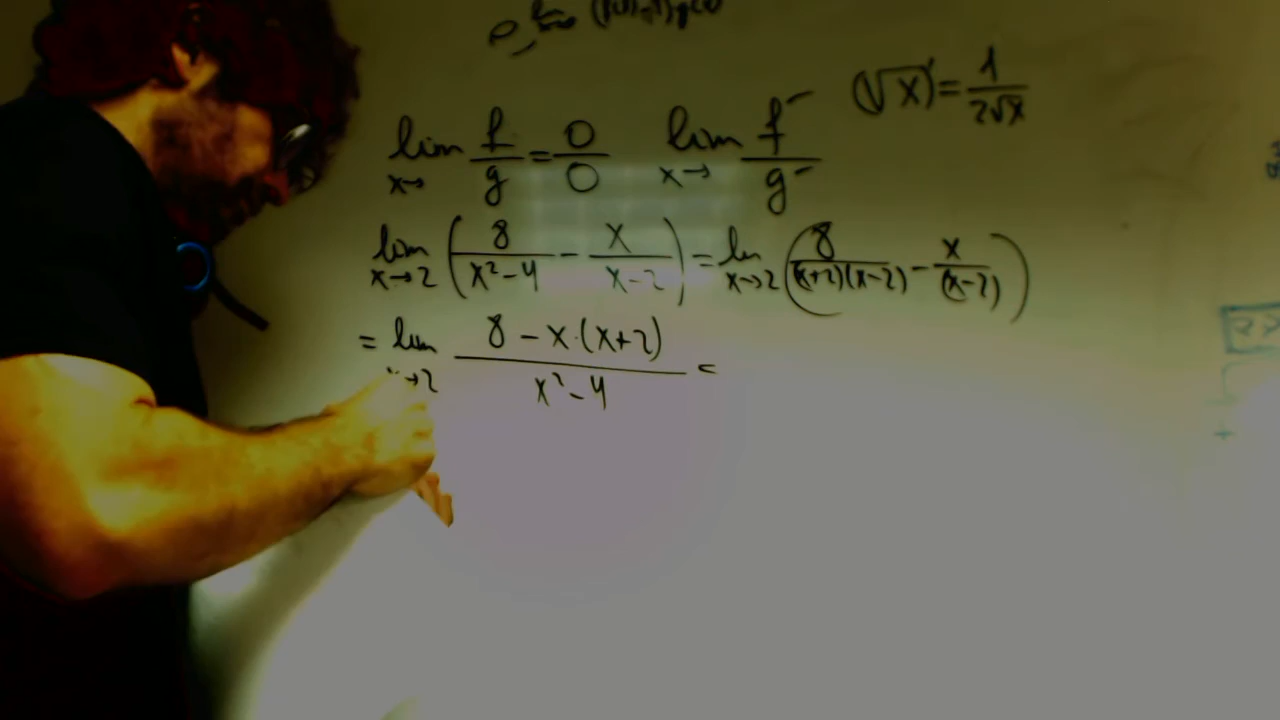 (√x)' = 1/(2√x)
lim x→ f/g = 0/0 lim x→ f'/g'
lim x→2 (8/(x²-4) - x/(x-2)) = lim x→2 (8/((x+2)(x-2)) - x/(x-2))
= lim x→2 (8-x·(x+2))/(x²-4) =